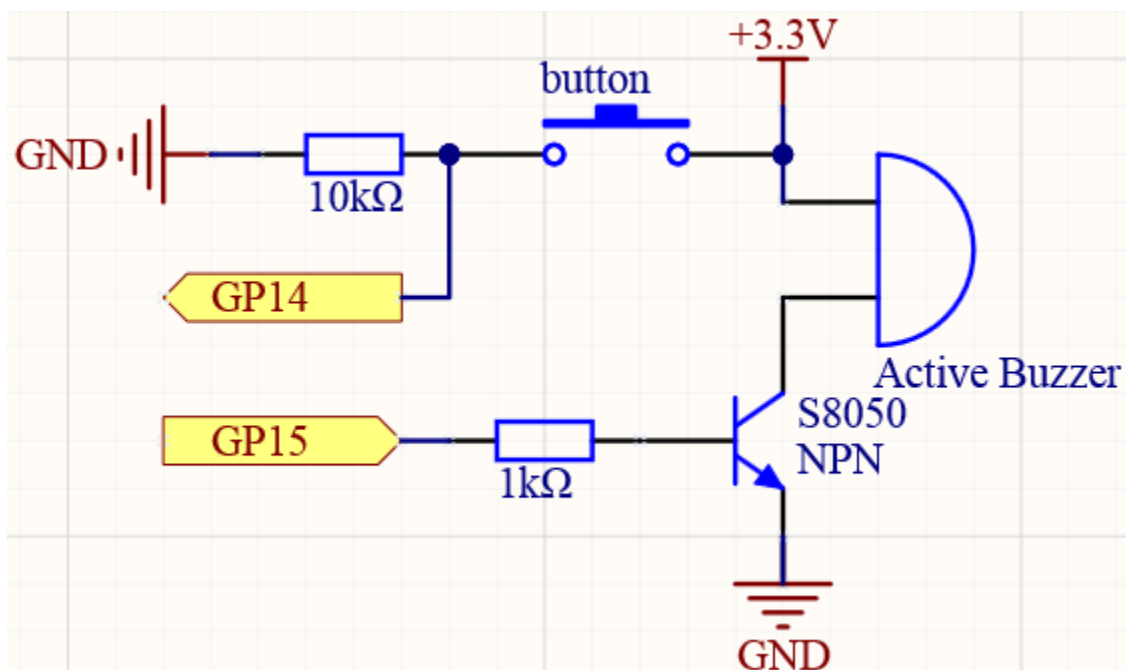 +3.3V
button
GND
10kΩ
GP14
Active Buzzer
S8050
NPN
GP15
1kΩ
GND